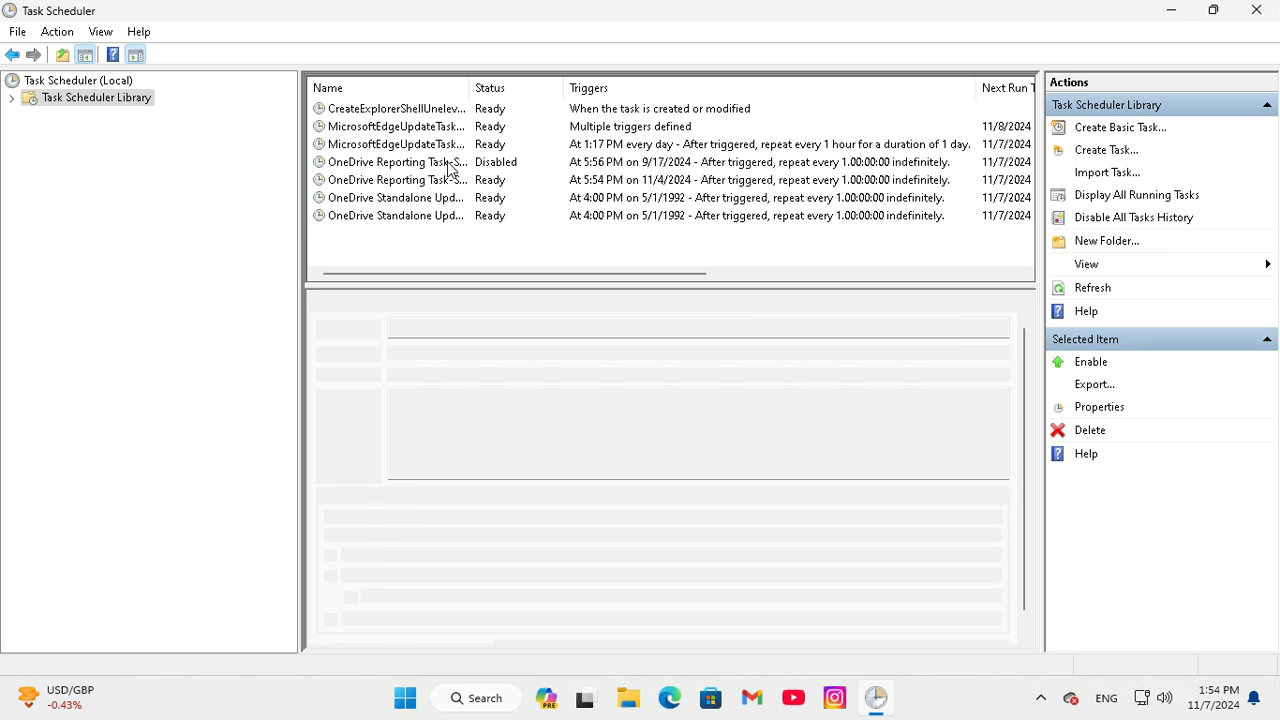 Task Scheduler
File Action View Help
Task Scheduler (Local)
Task Scheduler Library
Name Status Triggers Next Run T
CreateExplorerShellUnelev... Ready When the task is created or modified
MicrosoftEdgeUpdateTask... Ready Multiple triggers defined 11/8/2024
MicrosoftEdgeUpdateTask... Ready At 1:17 PM every day - After triggered, repeat every 1 hour for a duration of 1 day. 11/7/2024
OneDrive Reporting Task-S... Disabled At 5:56 PM on 9/17/2024 - After triggered, repeat every 1.00:00:00 indefinitely. 11/7/2024
OneDrive Reporting Task-S... Ready At 5:54 PM on 11/4/2024 - After triggered, repeat every 1.00:00:00 indefinitely. 11/7/2024
OneDrive Standalone Upd... Ready At 4:00 PM on 5/1/1992 - After triggered, repeat every 1.00:00:00 indefinitely. 11/7/2024
OneDrive Standalone Upd... Ready At 4:00 PM on 5/1/1992 - After triggered, repeat every 1.00:00:00 indefinitely. 11/7/2024
Actions
Task Scheduler Library
Create Basic Task...
Create Task...
Import Task...
Display All Running Tasks
Disable All Tasks History
New Folder...
View
Refresh
Help
Selected Item
Enable
Export...
Properties
Delete
Help
USD/GBP
-0.43%
Search
PRE
ENG
1:54 PM
11/7/2024